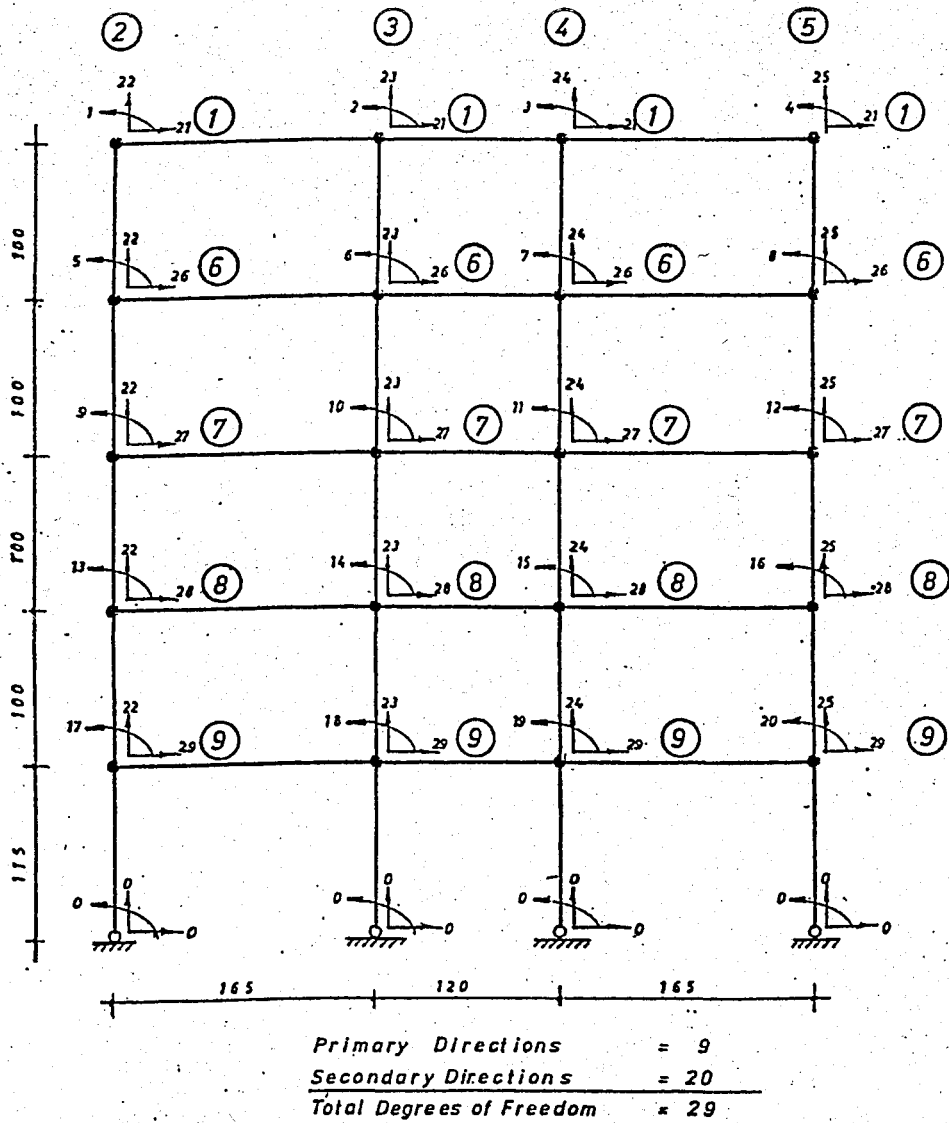 2 3 4 5
22 23 24 25
1 21 1 2 21 1 3 21 1 4 21 1
100
22 23 24 25
5 26 6 6 26 6 7 26 6 8 26 6
100
22 23 24 25
9 27 7 10 27 7 11 27 7 12 27 7
100
22 23 24 25
13 28 8 14 28 8 15 28 8 16 28 8
100
22 23 24 25
17 29 9 18 29 9 19 29 9 20 29 9
115
0 0 0 0
0 0 0 0 0 0 0 0
165 120 165
Primary Directions = 9
Secondary Directions = 20
Total Degrees of Freedom = 29